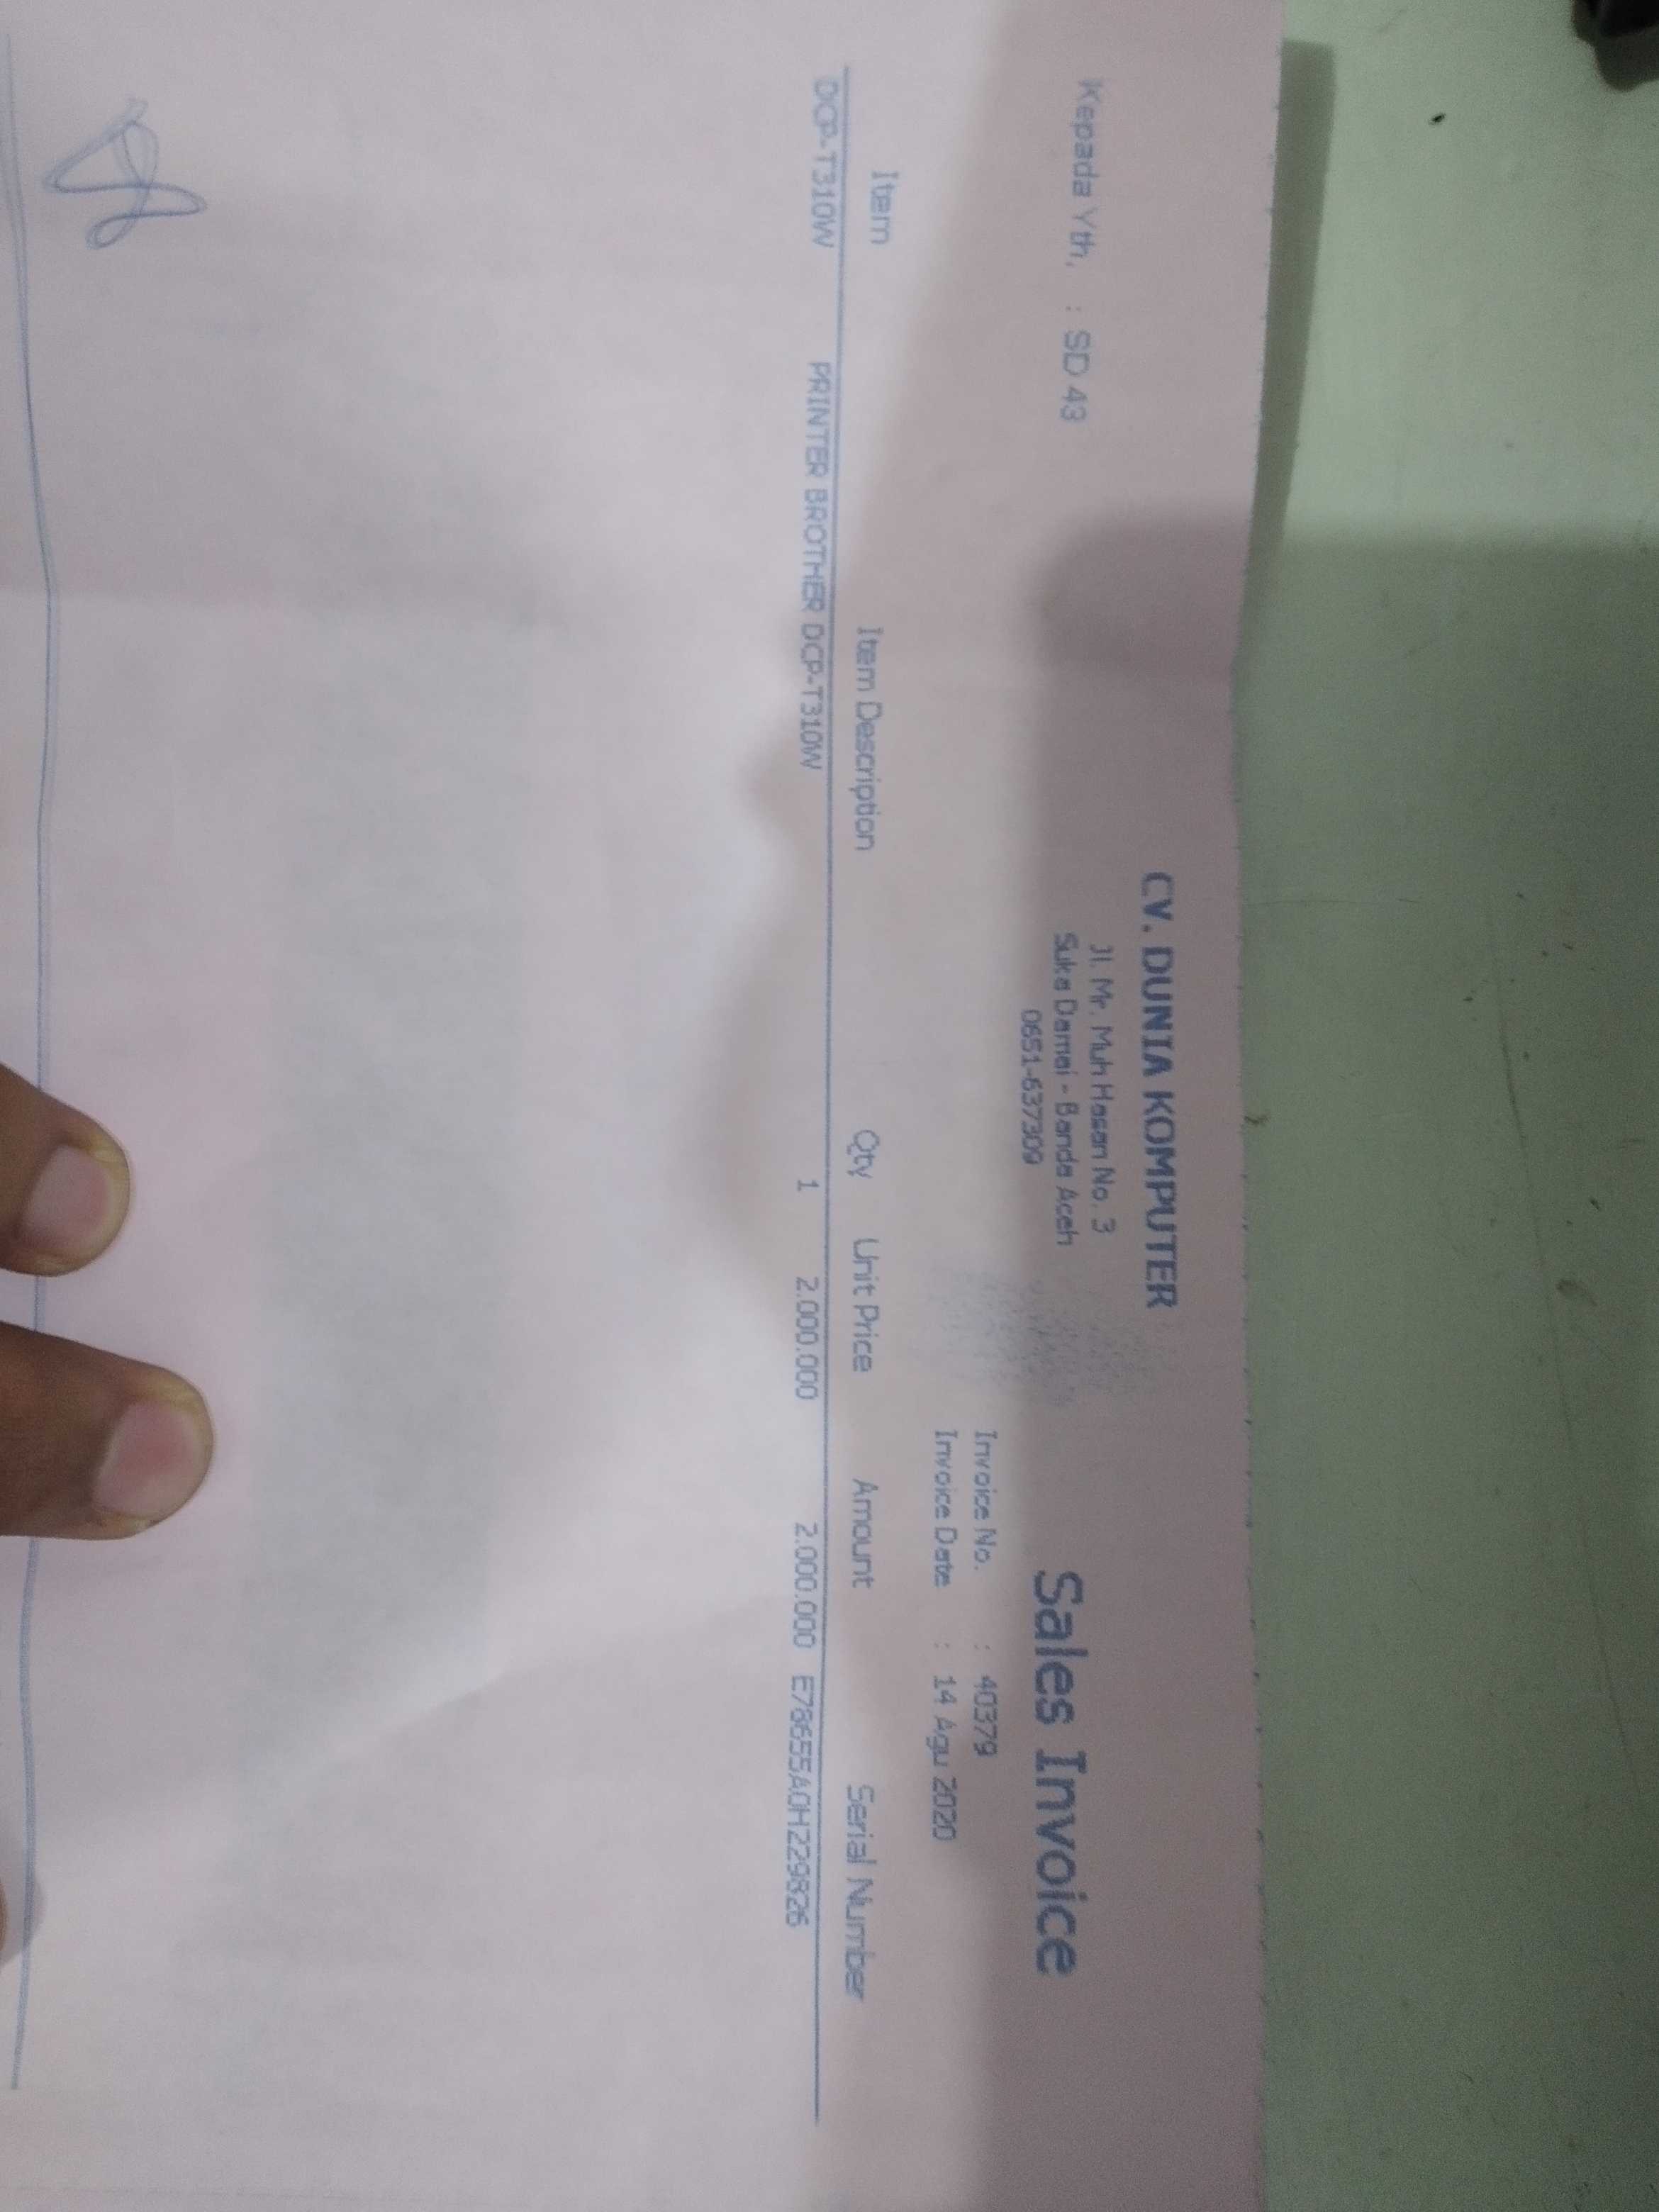 CV. DUNIA KOMPUTER
Jl. Mr. Muh Hasan No. 3
Suka Damai - Banda Aceh
0651-637309
Sales Invoice
Kepada Yth, : SD 43
Invoice No. : 40379
Invoice Date : 14 Agu 2020
Item Item Description Qty Unit Price Amount Serial Number
DCP-T310W PRINTER BROTHER DCP-T310W 1 2.000.000 2.000.000 E78655A0H229826